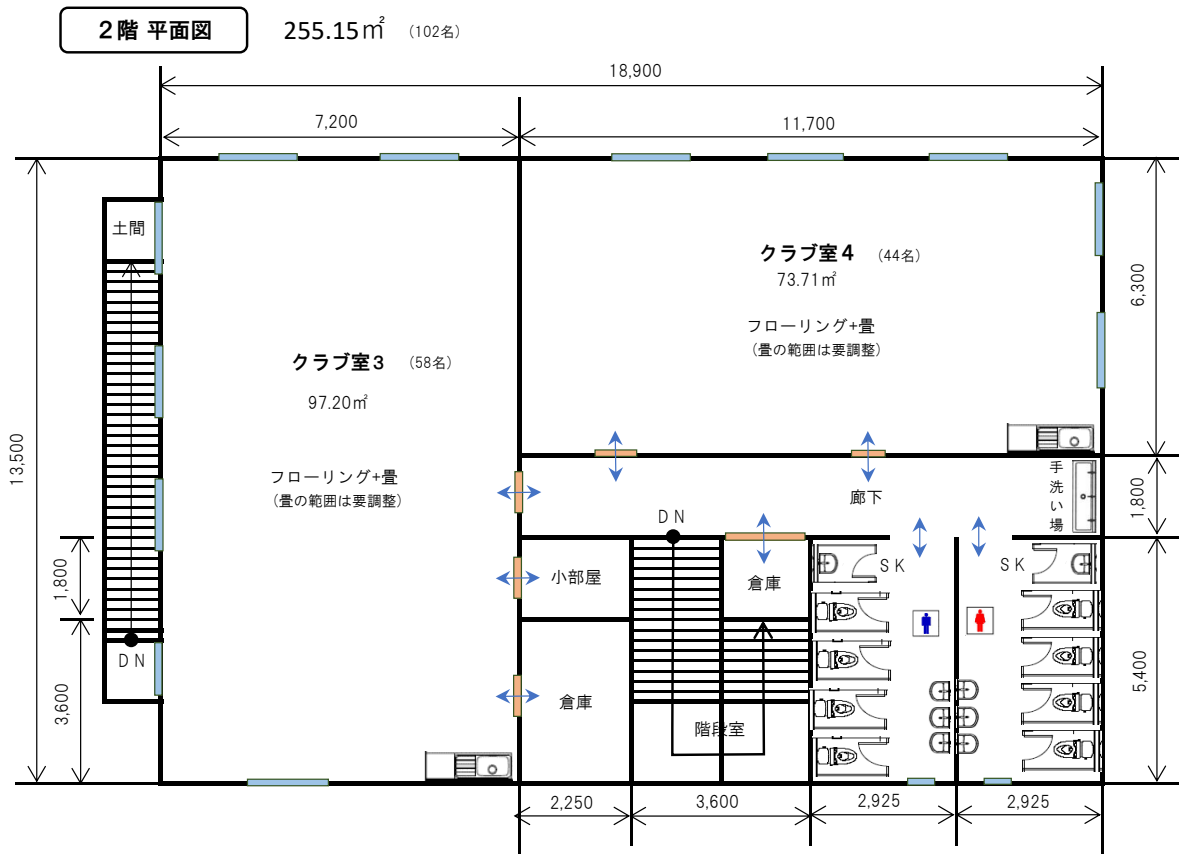 ２階 平面図
255.15㎡ （102名）
18,900
7,200
11,700
土間
クラブ室４ （44名）
73.71㎡
フローリング+畳
（畳の範囲は要調整）
6,300
クラブ室３ （58名）
97.20㎡
フローリング+畳
（畳の範囲は要調整）
13,500
手洗い場
廊下
1,800
ＤＮ
1,800
小部屋
倉庫
ＳＫ
ＳＫ
ＤＮ
3,600
倉庫
階段室
5,400
2,250
3,600
2,925
2,925